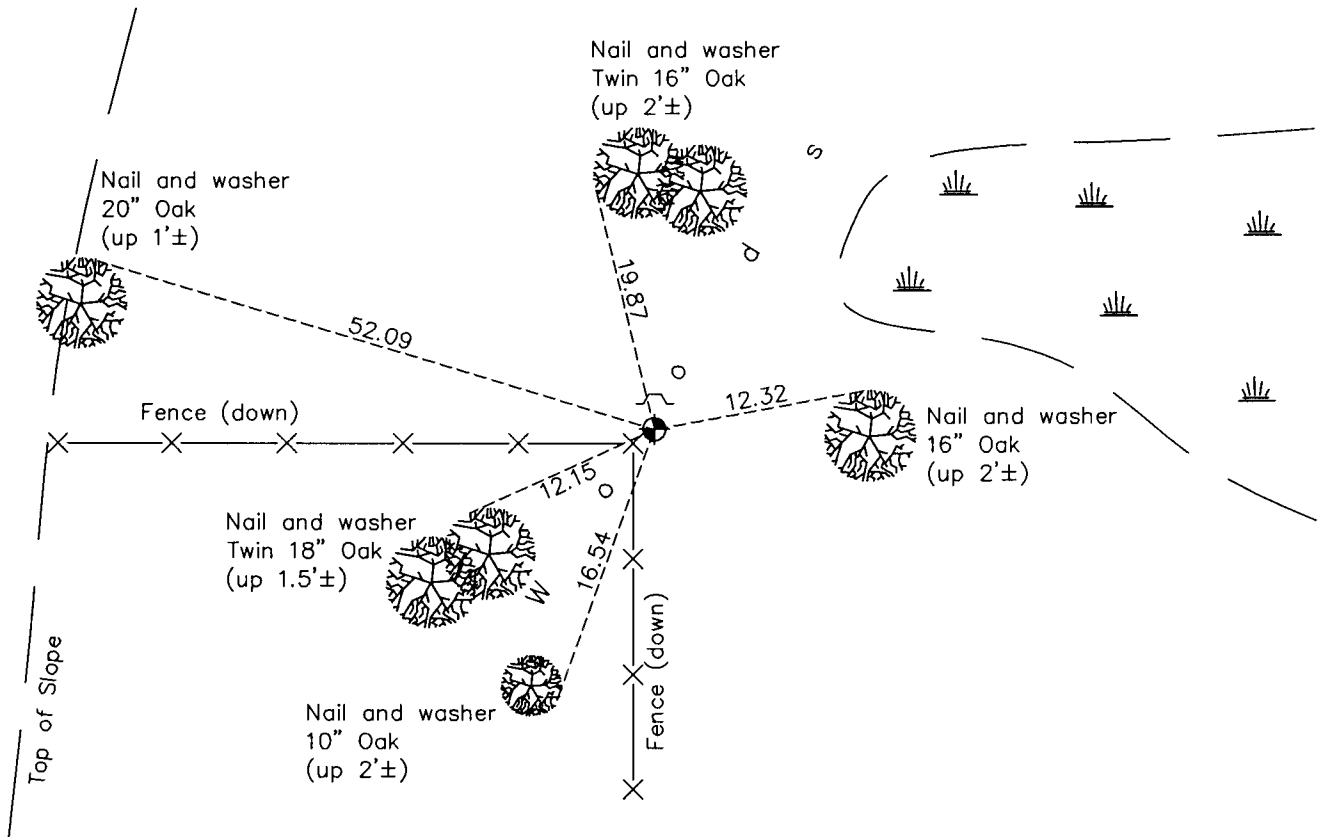 Nail and washer
Twin 16" Oak
(up 2'±)
Nail and washer
20" Oak
(up 1'±)
52.09
19.87
12.32
Fence (down)
Nail and washer
16" Oak
(up 2'±)
12.15
Nail and washer
Twin 18" Oak
(up 1.5'±)
16.54
Woods
Nail and washer
10" Oak
(up 2'±)
Fence (down)
Top of Slope